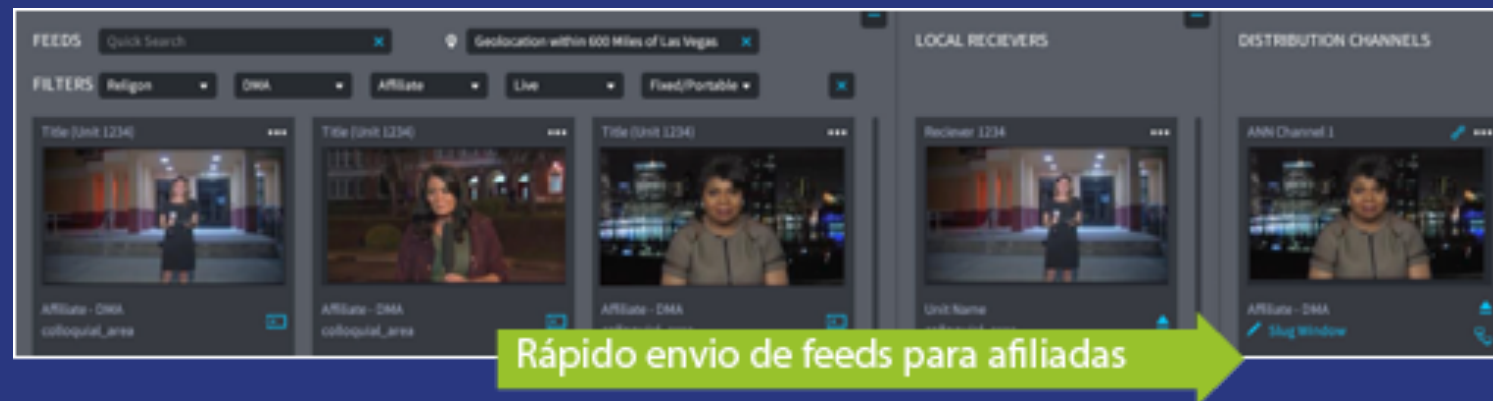 FEEDS Quick Search × Geolocation within 600 Miles of Las Vegas ×
LOCAL RECIEVERS
DISTRIBUTION CHANNELS
FILTERS Religon DMA Affiliate Live Fixed/Portable ×
Title (Unit 1234)
Title (Unit 1234)
Title (Unit 1234)
Reciever 1234
ANN Channel 1
Affiliate - DMA
colloquial_area
Affiliate - DMA
colloquial_area
Affiliate - DMA
Unit Name
Affiliate - DMA
Slug Window
Rápido envio de feeds para afiliadas